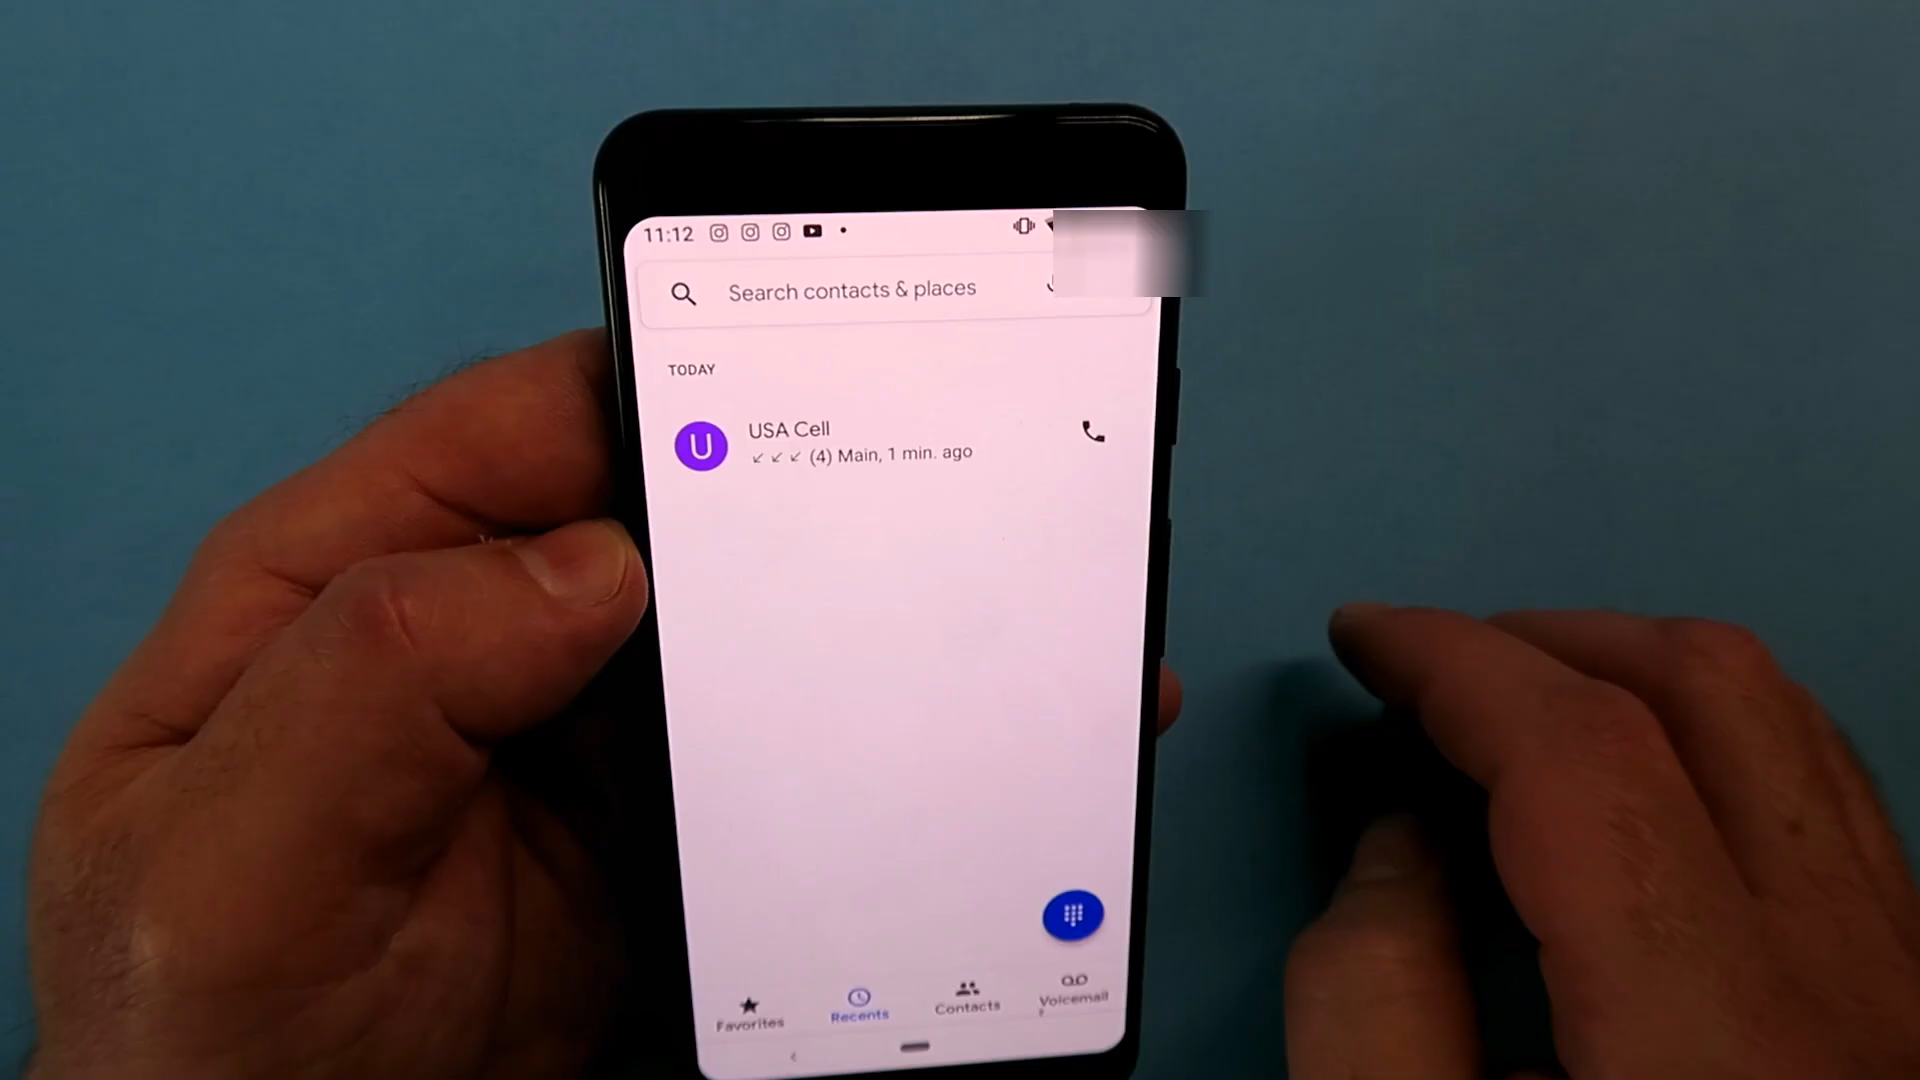 11:12
Search contacts & places
TODAY
U
USA Cell
(4) Main, 1 min. ago
Favorites
Recents
Contacts
Voicemail